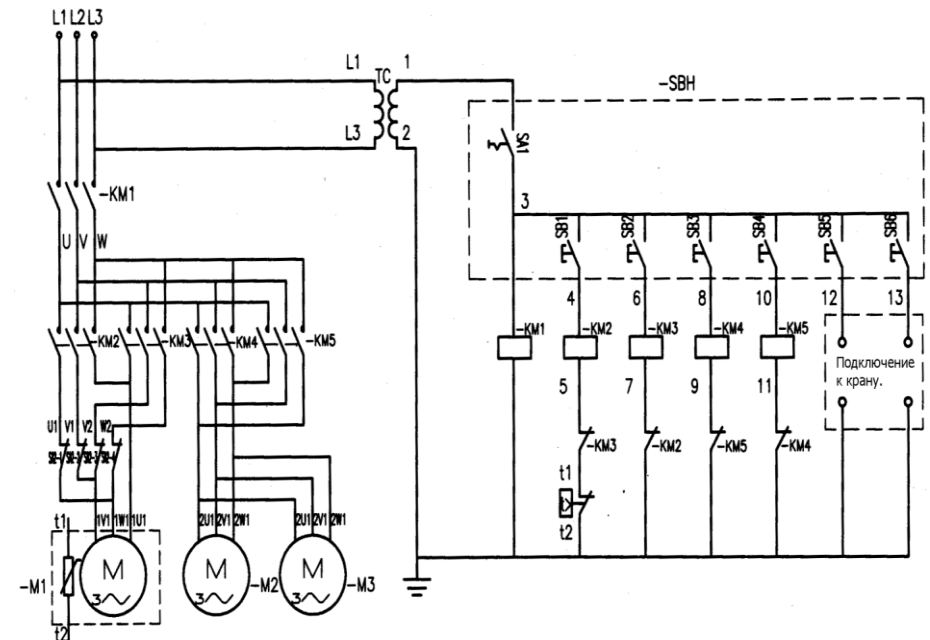 L1 L2 L3
L1 TC 1
-SBH
L3 2
SA1
-KM1
3
U V W
SB1 SB2 SB3 SB4 SB5 SB6
4 6 8 10 12 13
-KM2 -KM3 -KM4 -KM5
-KM1 -KM2 -KM3 -KM4 -KM5
Подключение
к крану.
5 7 9 11
U1 V1 V2 W2
-KM3 -KM2 -KM5 -KM4
t1
t2
t1 1V1 1W1 1U1 2U1 2V1 2W1 2U1 2V1 2W1
-M1 M 3 M 3 -M2 M 3 -M3
t2